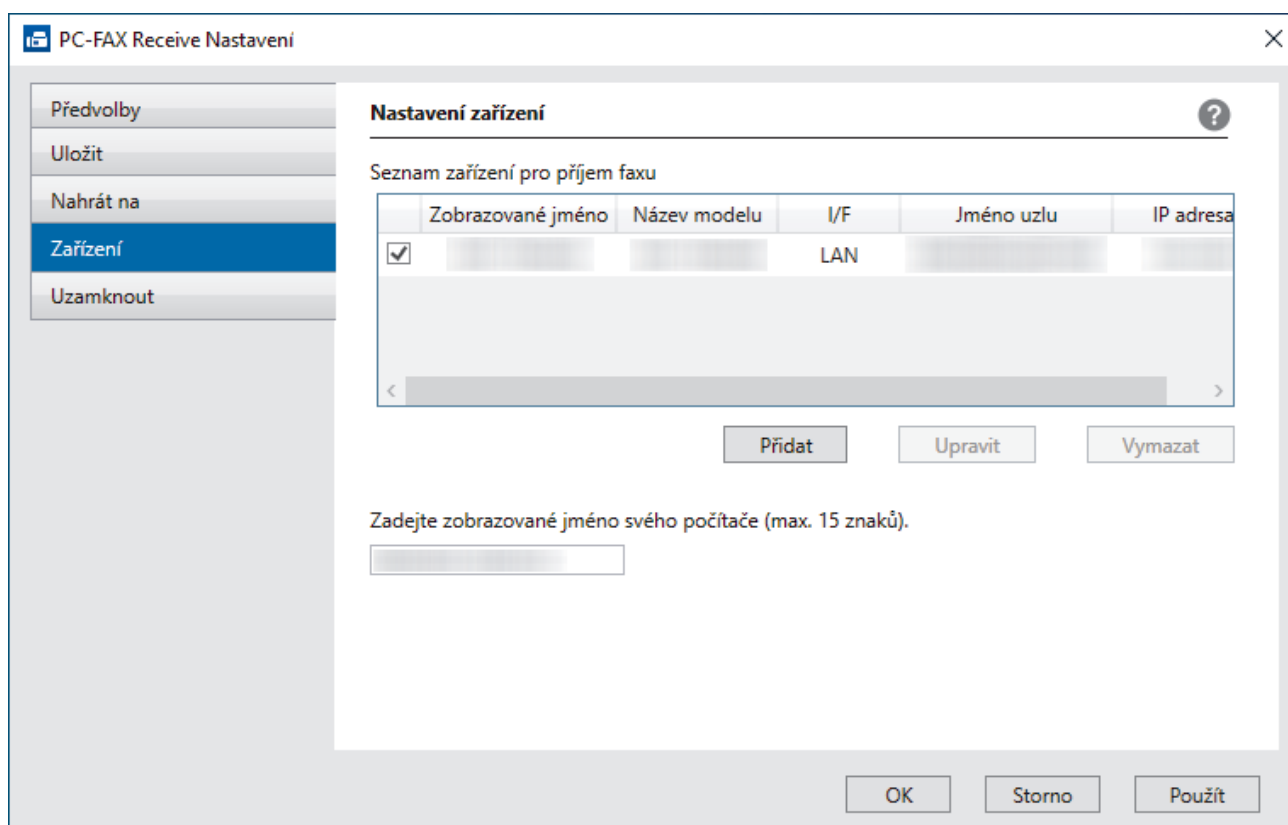 PC-FAX Receive Nastavení
Předvolby
Uložit
Nahrát na
Zařízení
Uzamknout
Nastavení zařízení
Seznam zařízení pro příjem faxu
Zobrazované jméno Název modelu I/F Jméno uzlu IP adresa
LAN
Přidat Upravit Vymazat
Zadejte zobrazované jméno svého počítače (max. 15 znaků).
OK Storno Použít